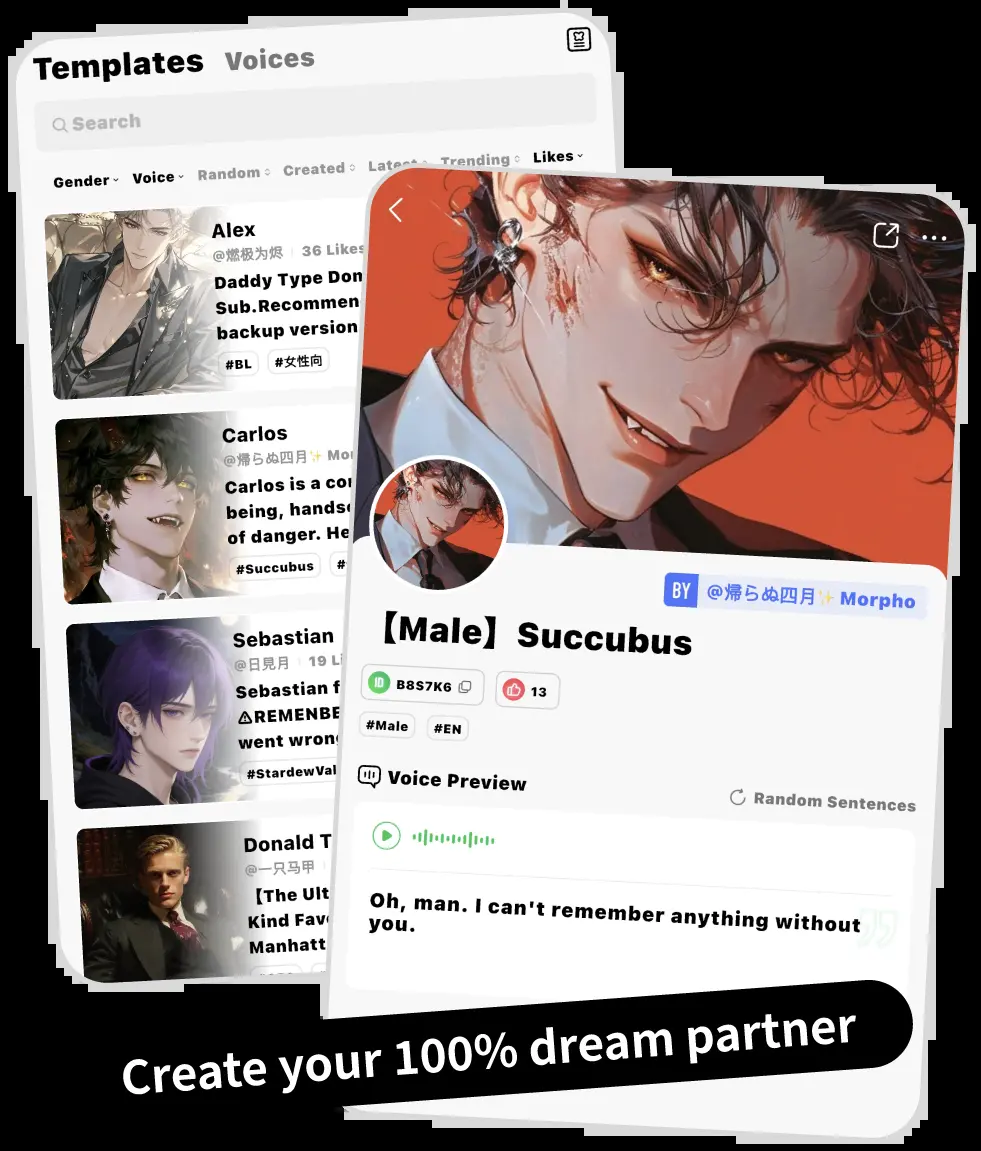 Templates Voices
Search
Gender Voice Random Created Latest Trending Likes
Alex
@燃极为烬 36 Likes
Daddy Type Dom
Sub.Recommen
backup version
#BL #女性向
Carlos
@帰らぬ四月✨ Mor
Carlos is a con
being, handso
of danger. He
#Succubus #
Sebastian
@日見月 19 Li
Sebastian f
⚠REMENBE
went wrong
#StardewVal
Donald T
@一只马甲
【The Ult
Kind Favo
Manhatt
BY @帰らぬ四月✨ Morpho
【Male】 Succubus
ID B8S7K6 13
#Male #EN
Voice Preview
Random Sentences
Oh, man. I can't remember anything without
you.
Create your 100% dream partner